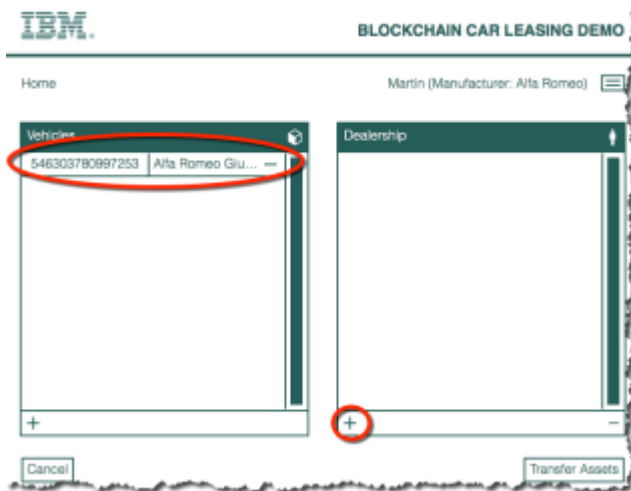 IBM.
BLOCKCHAIN CAR LEASING DEMO
Home
Martin (Manufacturer: Alfa Romeo)
Vehicles
546303780997253 Alfa Romeo Giu... −
Dealership
+
+ −
Cancel
Transfer Assets